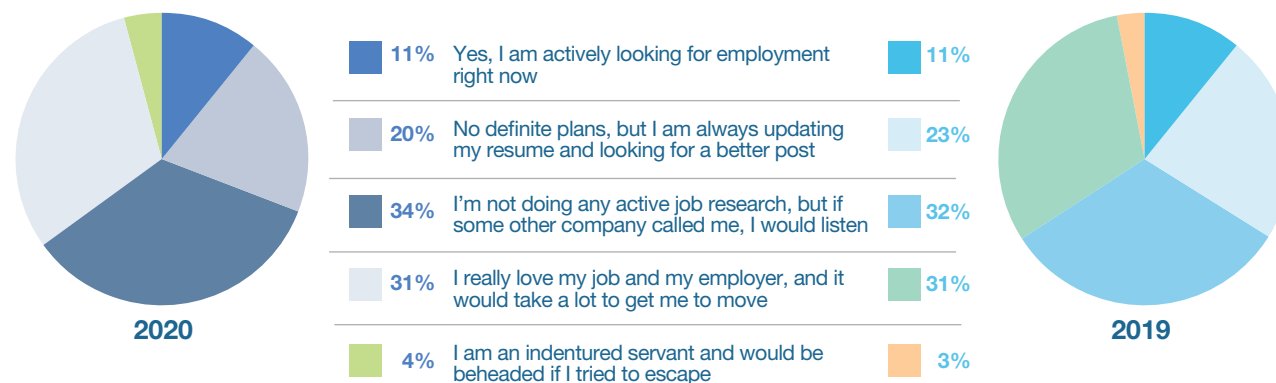 11% Yes, I am actively looking for employment 11%
right now
20% No definite plans, but I am always updating 23%
my resume and looking for a better post
34% I’m not doing any active job research, but if 32%
some other company called me, I would listen
31% I really love my job and my employer, and it 31%
would take a lot to get me to move
2020
2019
4% I am an indentured servant and would be 3%
beheaded if I tried to escape